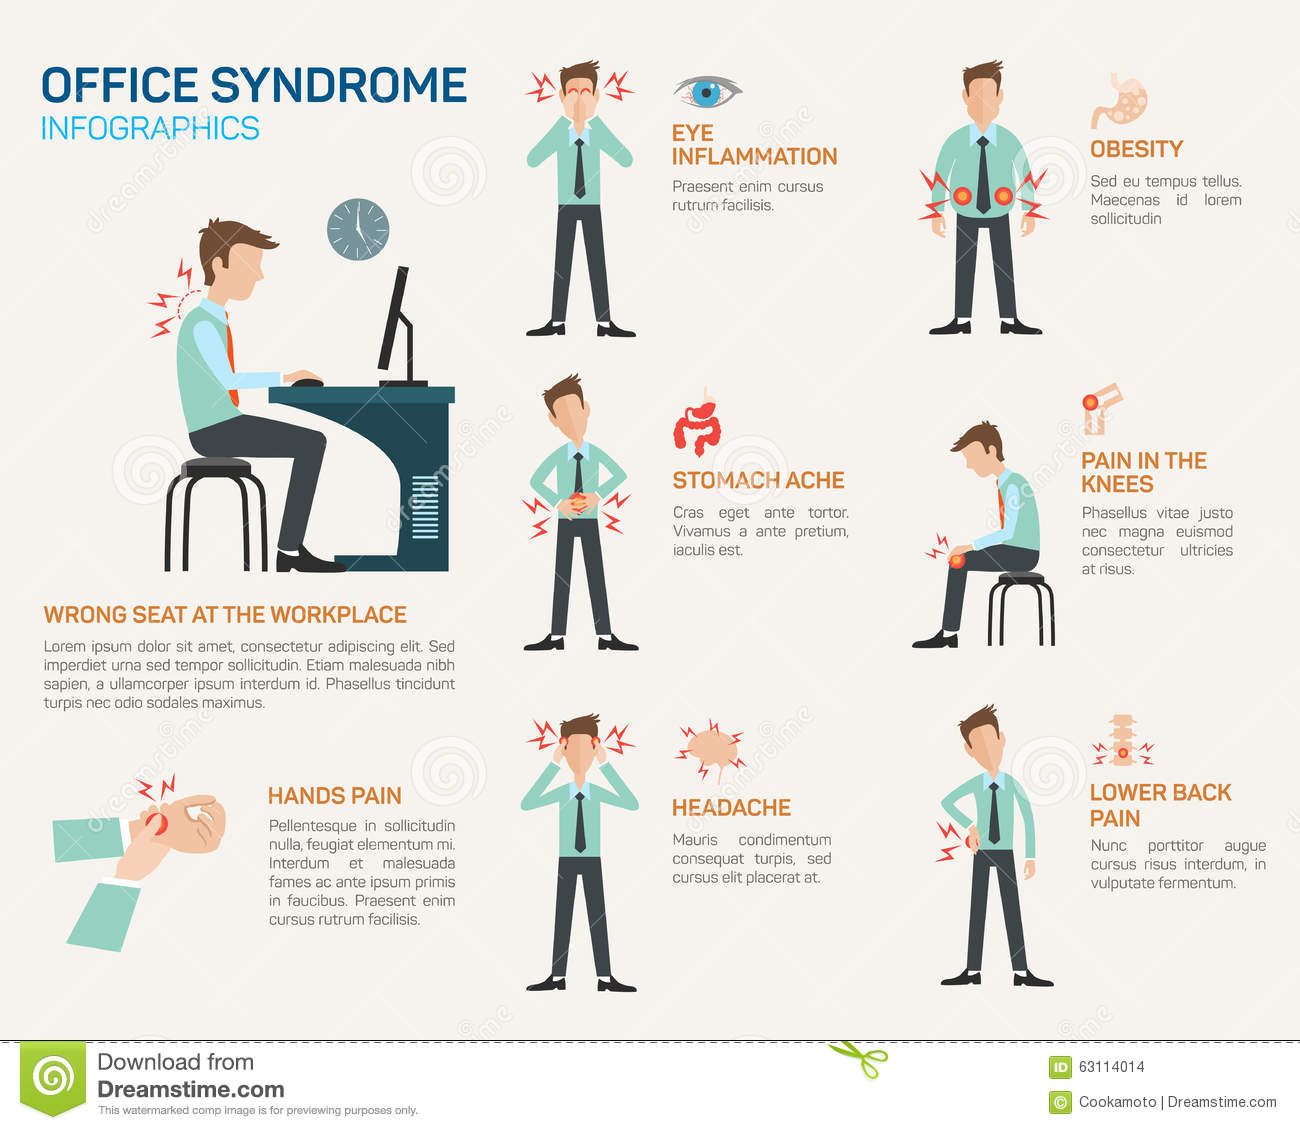 OFFICE SYNDROME
INFOGRAPHICS
WRONG SEAT AT THE WORKPLACE
Lorem ipsum dolor sit amet, consectetur adipiscing elit. Sed
imperdiet urna sed tempor sollicitudin. Etiam malesuada nibh
sapien, a ullamcorper ipsum interdum id. Phasellus tincidunt
turpis nec odio sodales maximus.
HANDS PAIN
Pellentesque in sollicitudin
nulla, feugiat elementum mi.
Interdum et malesuada
fames ac ante ipsum primis
in faucibus. Praesent enim
cursus rutrum facilisis.
EYE
INFLAMMATION
Praesent enim cursus
rutrum facilisis.
STOMACH ACHE
Cras eget ante tortor.
Vivamus a ante pretium,
iaculis est.
HEADACHE
Mauris condimentum
consequat turpis, sed
cursus elit placerat at.
OBESITY
Sed eu tempus tellus.
Maecenas id lorem
sollicitudin
PAIN IN THE
KNEES
Phasellus vitae justo
nec magna euismod
consectetur ultricies
at risus.
LOWER BACK
PAIN
Nunc porttitor augue
cursus risus interdum, in
vulputate fermentum.
Download from
Dreamstime.com
This watermarked comp image is for previewing purposes only.
ID 63114014
© Cookamoto | Dreamstime.com